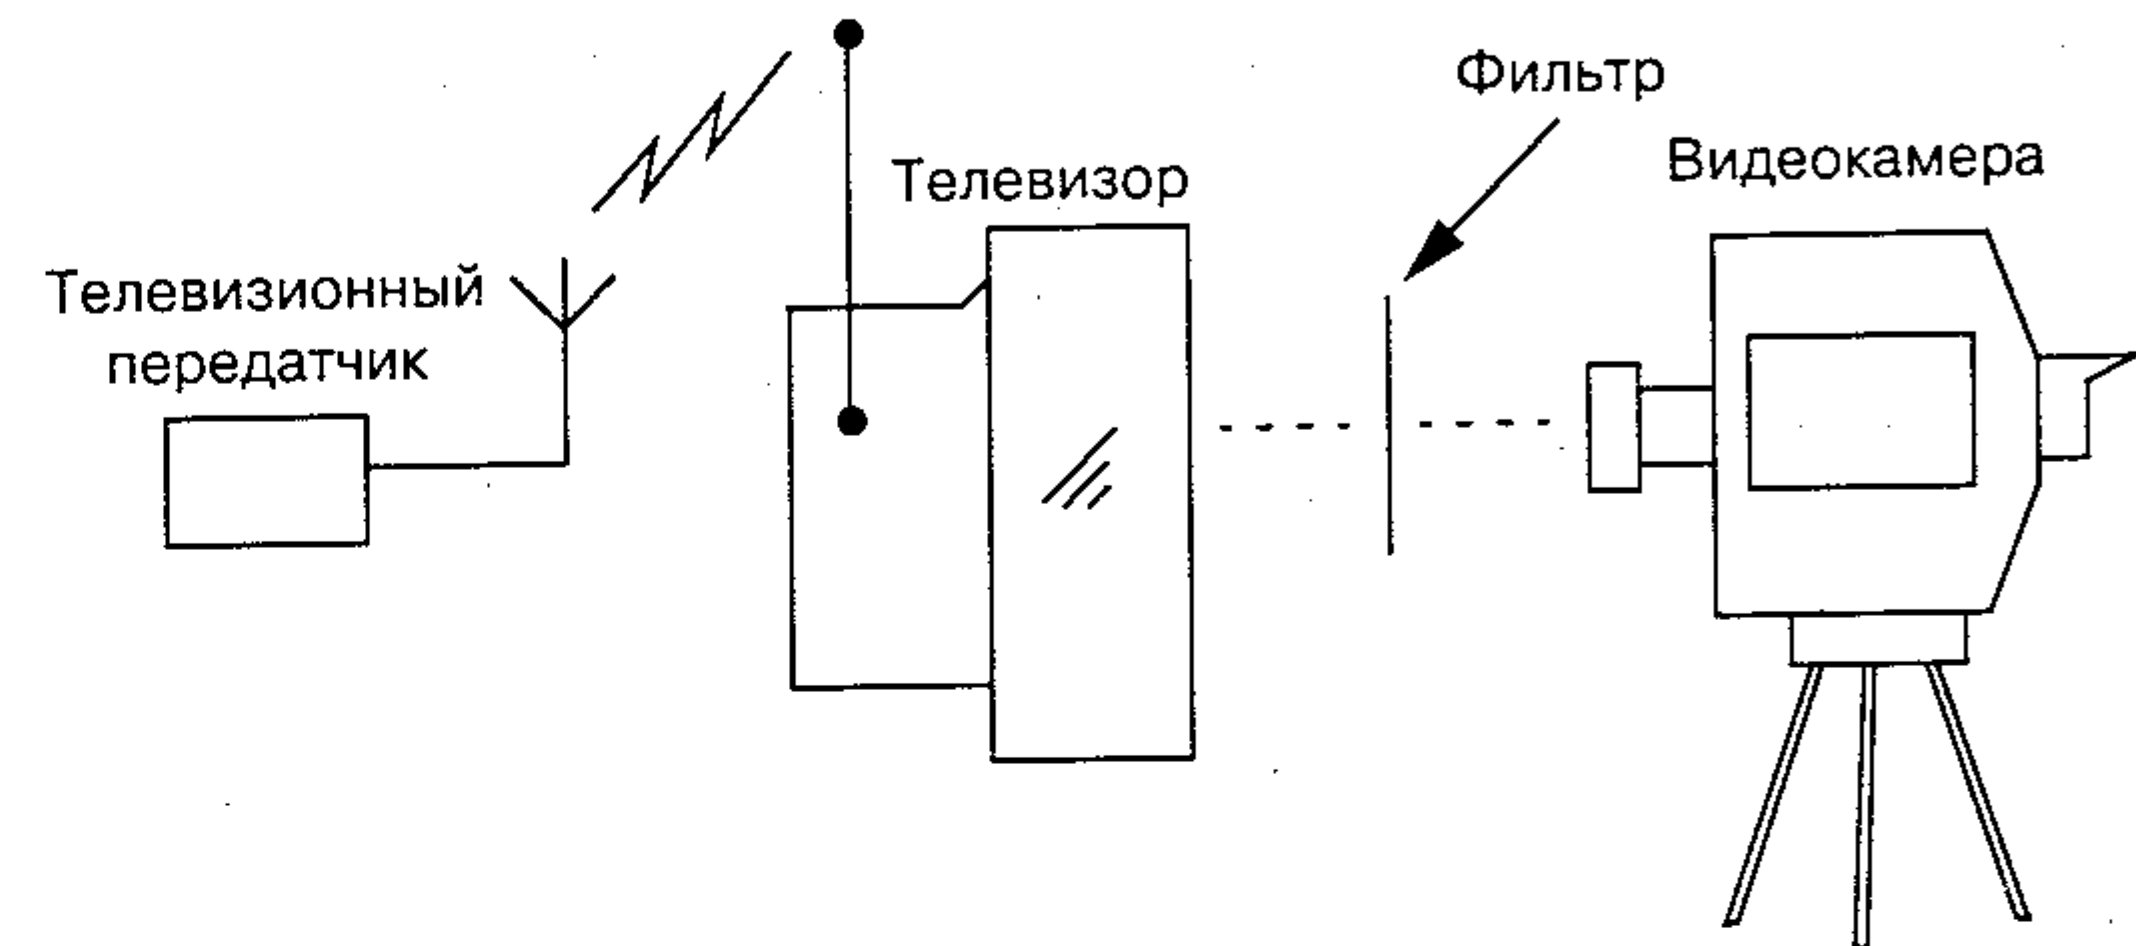 Фильтр
Видеокамера
Телевизор
Телевизионный
передатчик